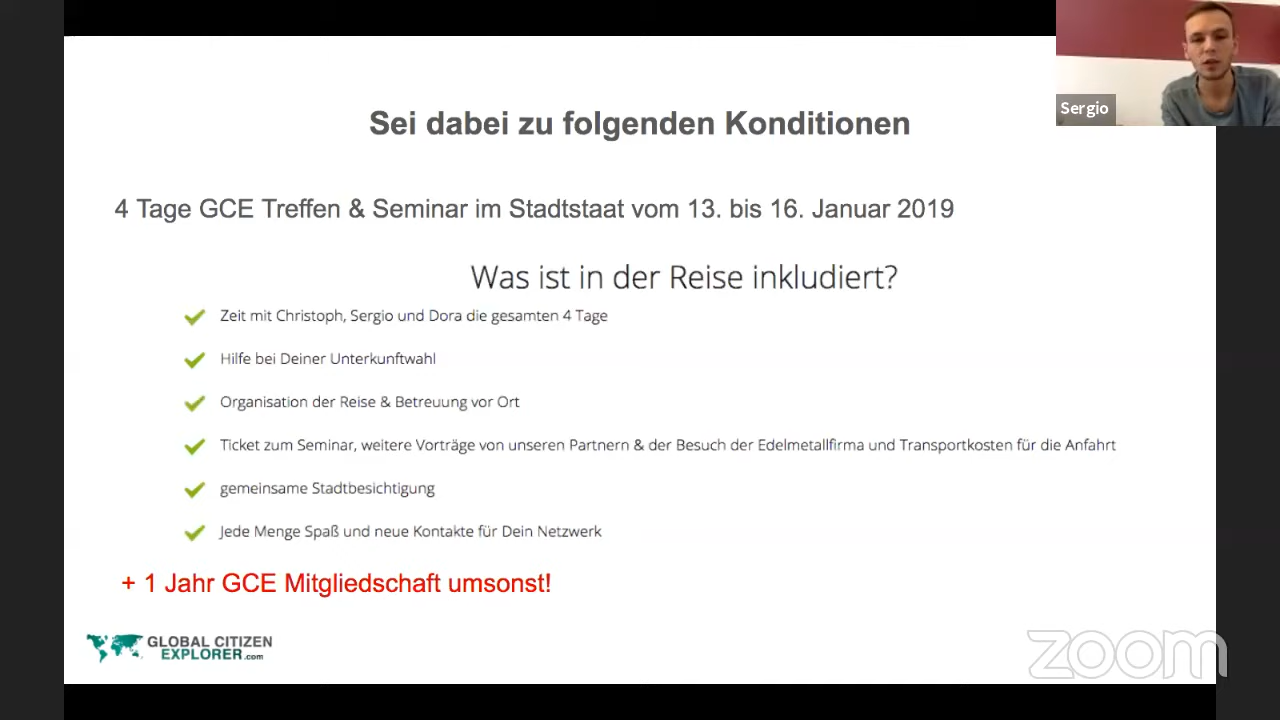 Sergio
Sei dabei zu folgenden Konditionen
4 Tage GCE Treffen & Seminar im Stadtstaat vom 13. bis 16. Januar 2019
Was ist in der Reise inkludiert?
Zeit mit Christoph, Sergio und Dora die gesamten 4 Tage
Hilfe bei Deiner Unterkunftwahl
Organisation der Reise & Betreuung vor Ort
Ticket zum Seminar, weitere Vorträge von unseren Partnern & der Besuch der Edelmetallfirma und Transportkosten für die Anfahrt
gemeinsame Stadtbesichtigung
Jede Menge Spaß und neue Kontakte für Dein Netzwerk
+ 1 Jahr GCE Mitgliedschaft umsonst!
GLOBAL CITIZEN
EXPLORER.com
zoom